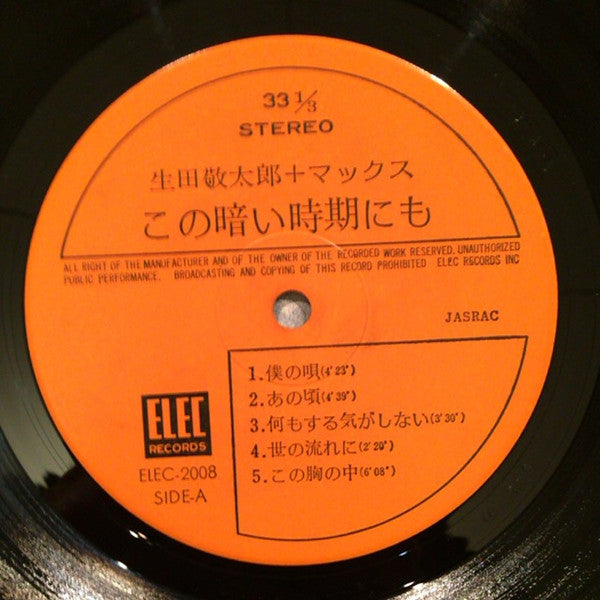 33 1/3
STEREO
生田敬太郎+マックス
この暗い時期にも
ALL RIGHT OF THE MANUFACTURER AND OF THE OWNER OF THE RECORDED WORK RESERVED. UNAUTHORIZED
PUBLIC PERFORMANCE. BROADCASTING AND COPYING OF THIS RECORD PROHIBITED ELEC RECORDS INC
JASRAC
1.僕の唄(4'23")
2.あの頃(4'39")
3.何もする気がしない(3'30")
4.世の流れに(2'20")
5.この胸の中(6'08")
ELEC
RECORDS
ELEC-2008
SIDE-A